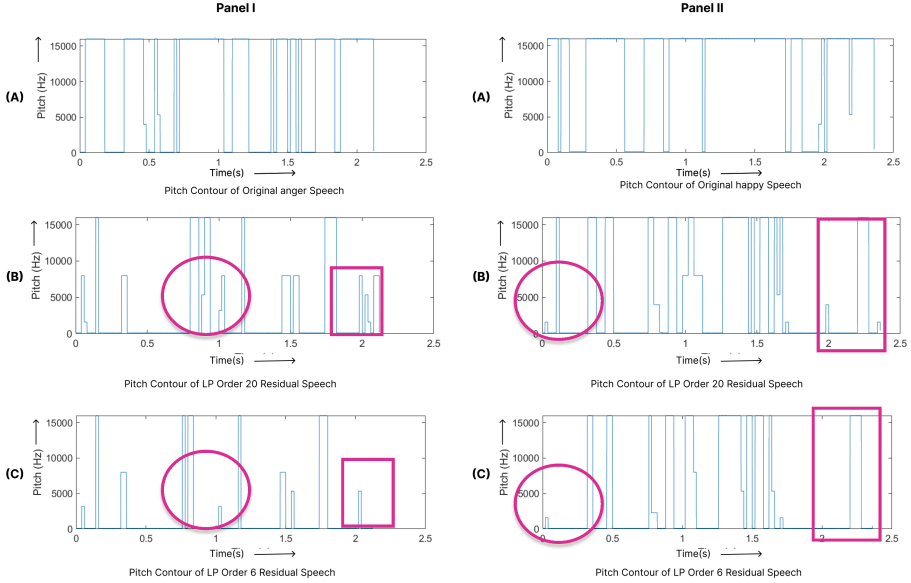 Panel I
Panel II
(A)
Pitch (Hz)
15000
10000
5000
0
0 0.5 1 1.5 2 2.5
Time(s)
Pitch Contour of Original anger Speech
(A)
Pitch (Hz)
15000
10000
5000
0
0 0.5 1 1.5 2 2.5
Time(s)
Pitch Contour of Original happy Speech
(B)
Pitch (Hz)
15000
10000
5000
0
0 0.5 1 1.5 2 2.5
Time(s)
Pitch Contour of LP Order 20 Residual Speech
(B)
Pitch (Hz)
15000
10000
5000
0
0 0.5 1 1.5 2 2.5
Time(s)
Pitch Contour of LP Order 20 Residual Speech
(C)
Pitch (Hz)
15000
10000
5000
0
0 0.5 1 1.5 2 2.5
Time(s)
Pitch Contour of LP Order 6 Residual Speech
(C)
Pitch (Hz)
15000
10000
5000
0
0 0.5 1 1.5 2 2.5
Time(s)
Pitch Contour of LP Order 6 Residual Speech